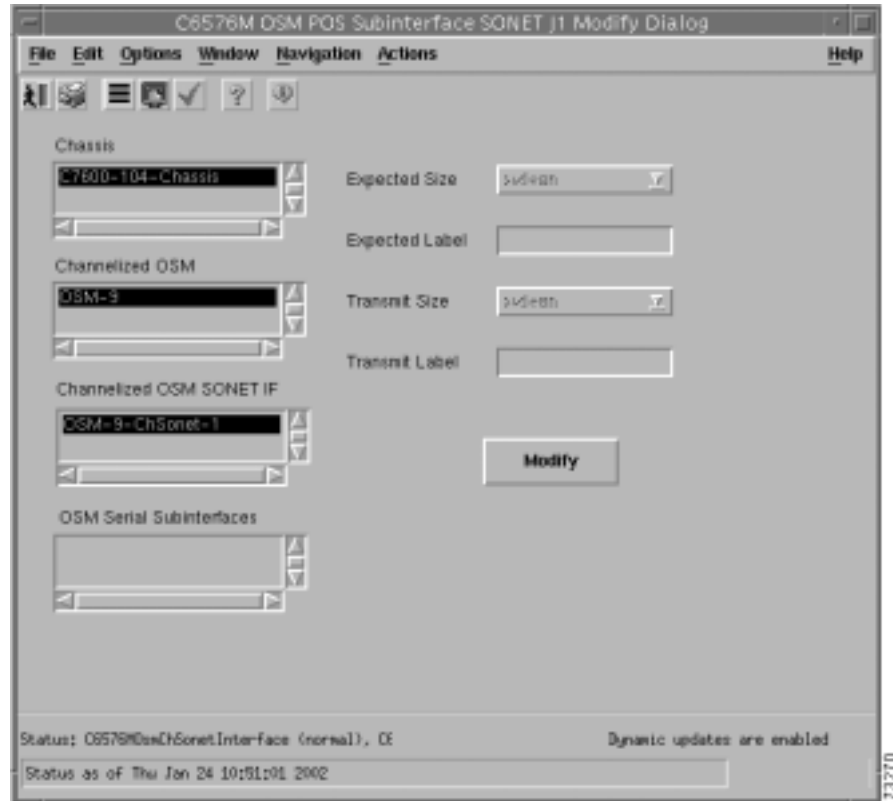 C6576M OSM POS Subinterface SONET J1 Modify Dialog
File Edit Options Window Navigation Actions Help
Chassis
C7600-104-Chassis
Expected Size
Expected Label
Channelized OSM
OSM-9
Transmit Size
Transmit Label
Channelized OSM SONET IF
OSM-9-ChSonet-1
Modify
OSM Serial Subinterfaces
Status: C6576MOsmChSonetInterface (normal), C6
Dynamic updates are enabled
Status as of Thu Jan 24 10:51:01 2002
73270